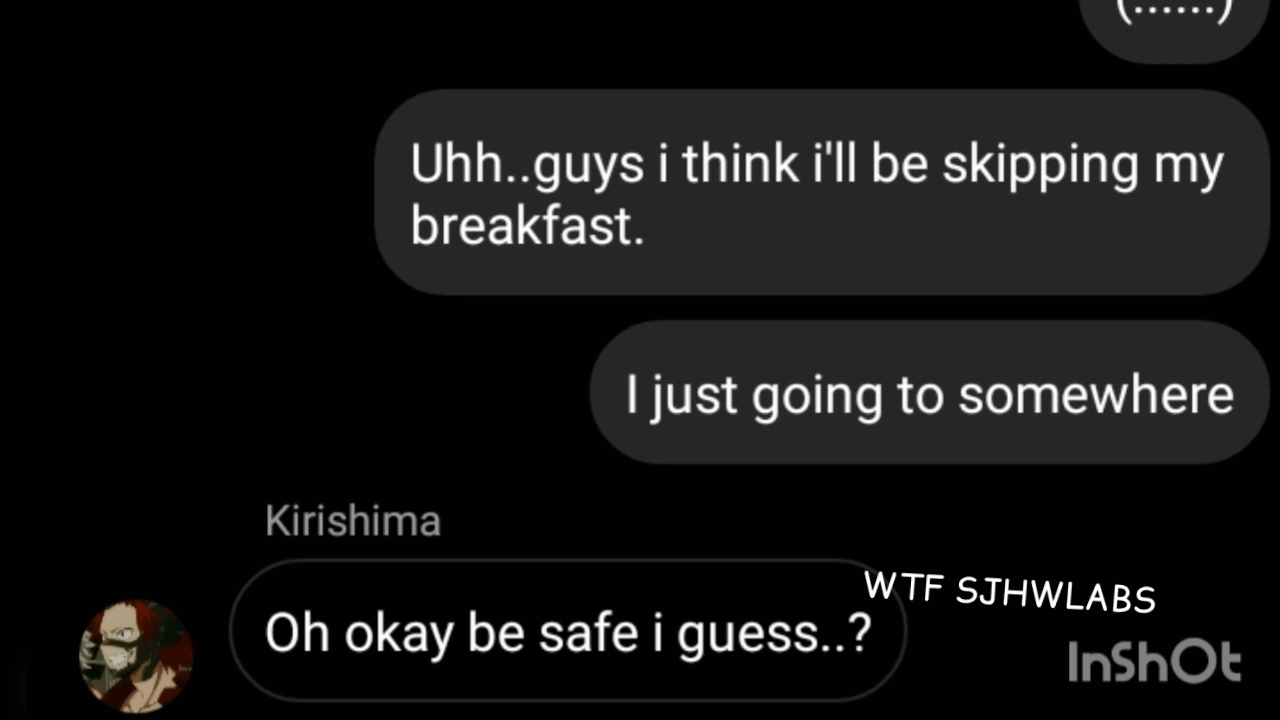 (......)
Uhh..guys i think i'll be skipping my
breakfast.
I just going to somewhere
Kirishima
Oh okay be safe i guess..?
WTF SJHWLABS
InShOt